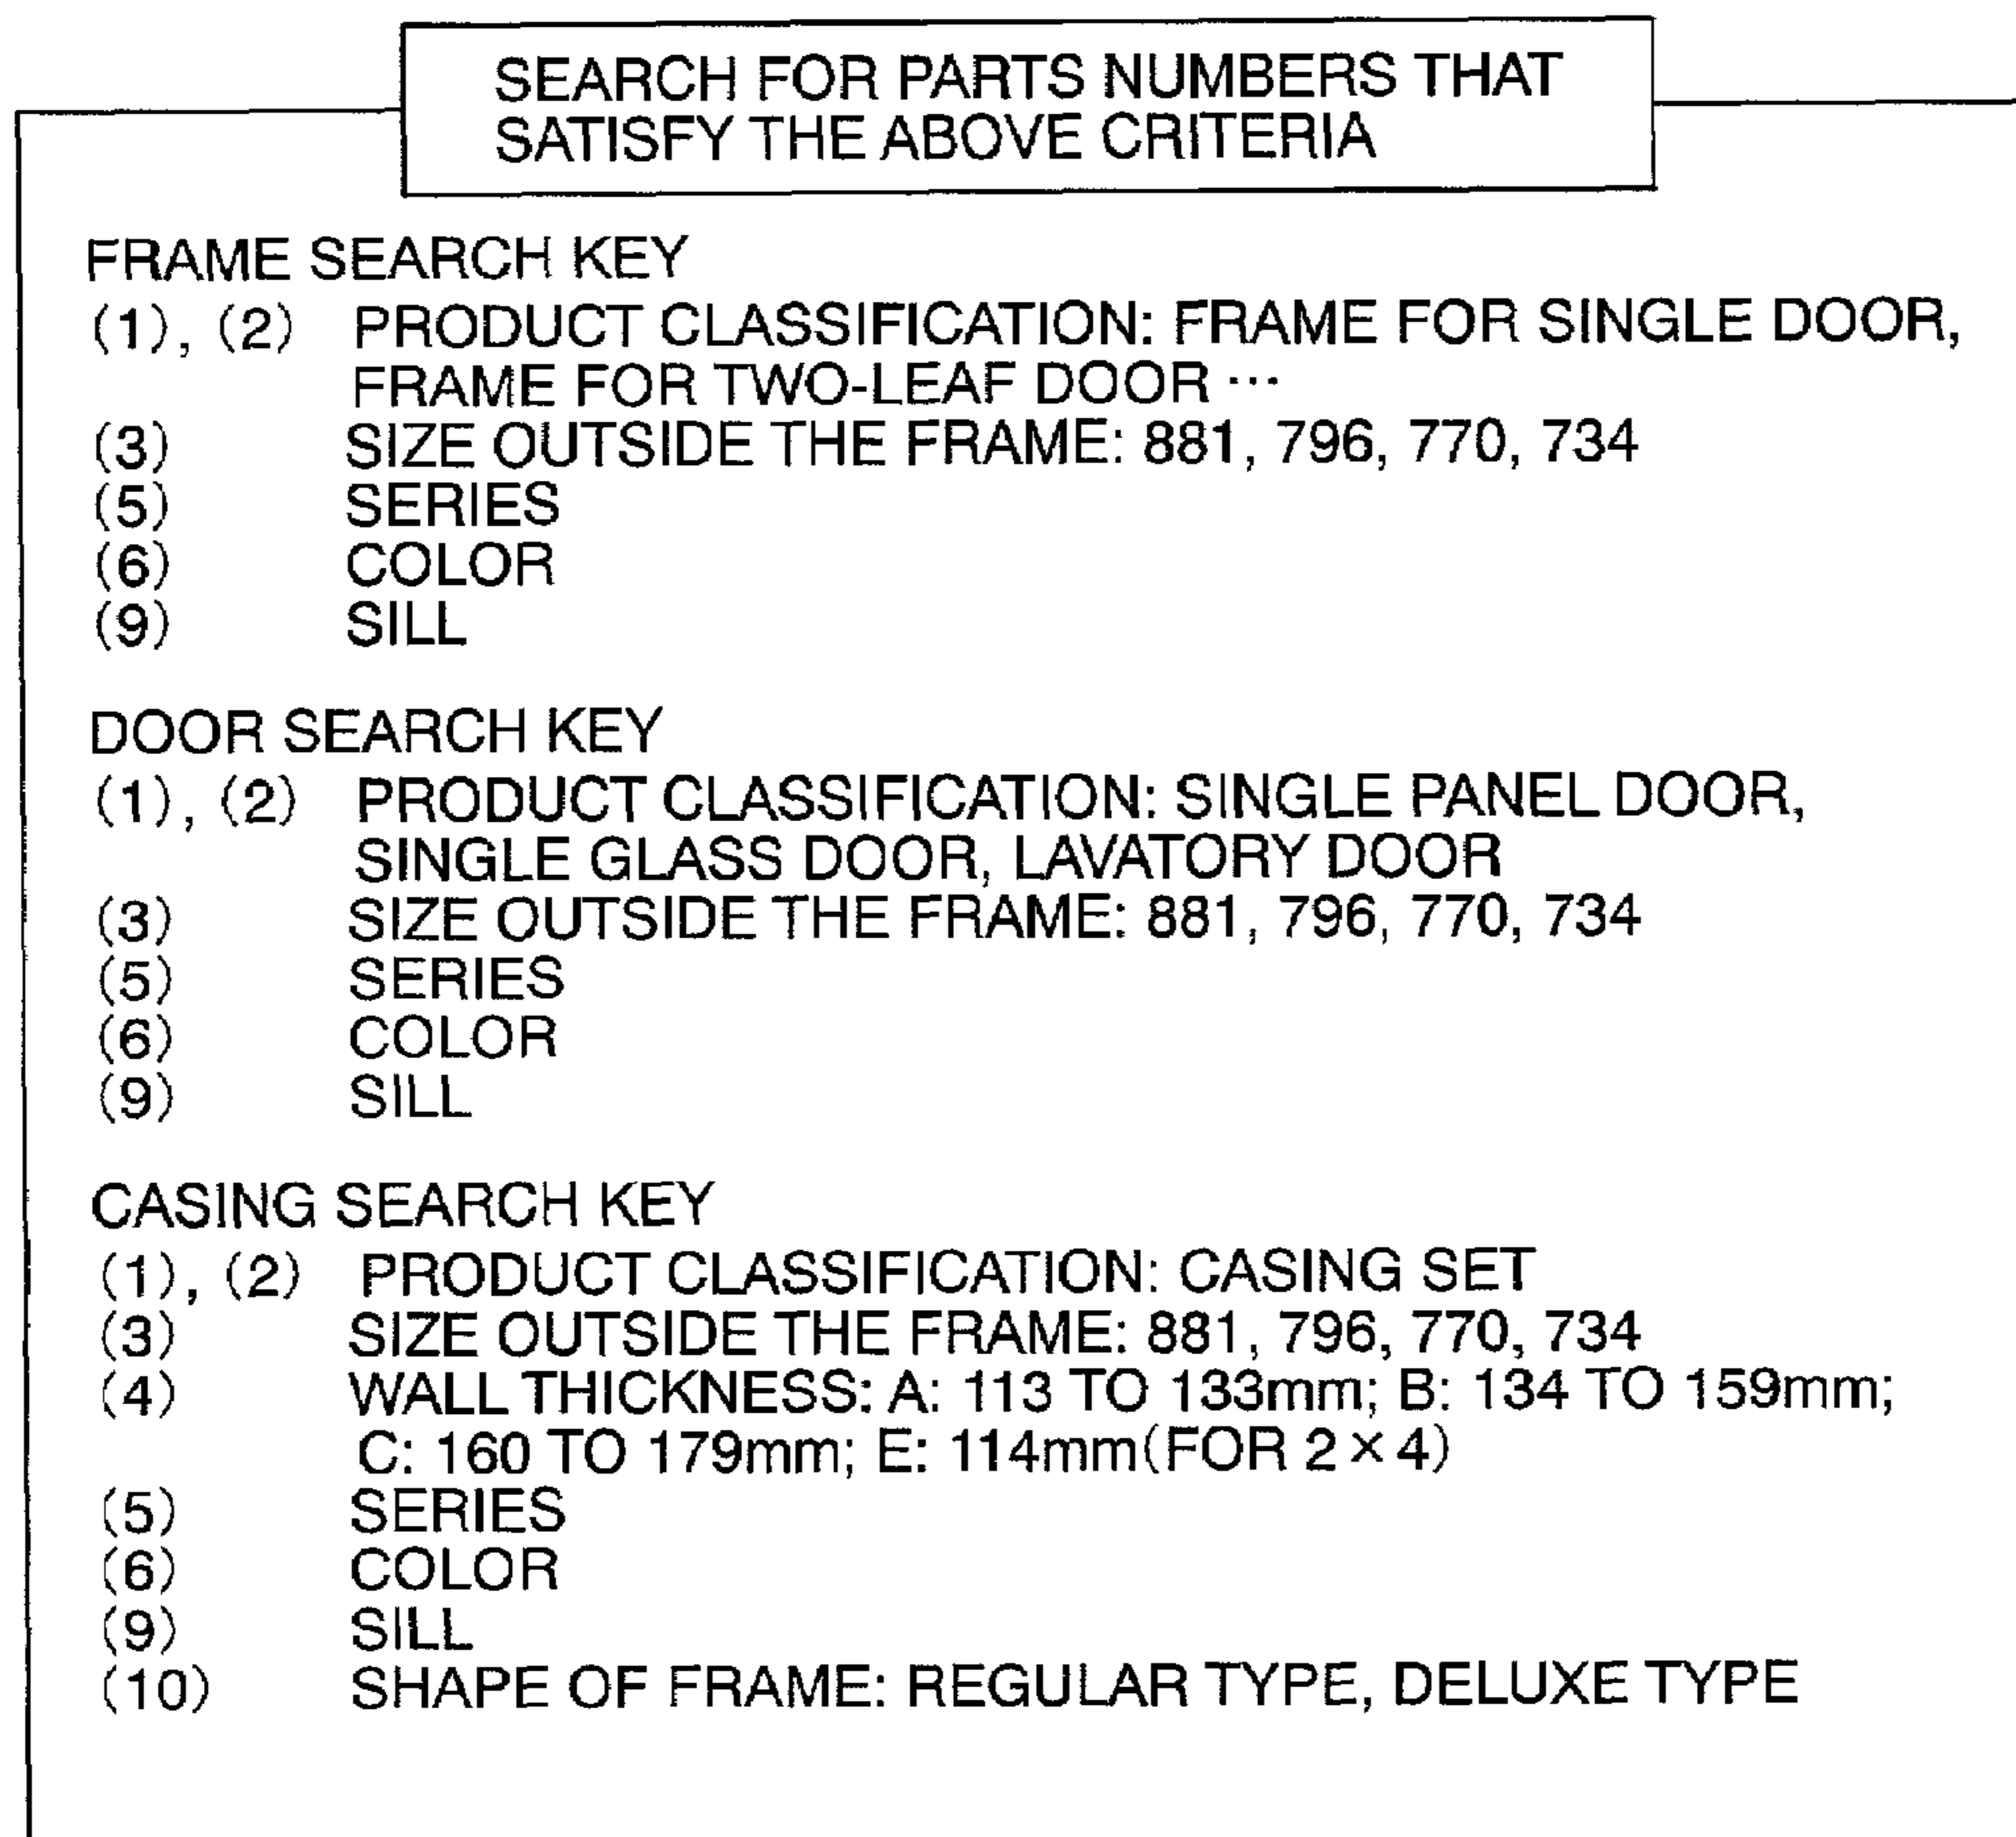 SEARCH FOR PARTS NUMBERS THAT
SATISFY THE ABOVE CRITERIA
FRAME SEARCH KEY
(1), (2) PRODUCT CLASSIFICATION: FRAME FOR SINGLE DOOR,
FRAME FOR TWO-LEAF DOOR ···
(3) SIZE OUTSIDE THE FRAME: 881, 796, 770, 734
(5) SERIES
(6) COLOR
(9) SILL
DOOR SEARCH KEY
(1), (2) PRODUCT CLASSIFICATION: SINGLE PANEL DOOR,
SINGLE GLASS DOOR, LAVATORY DOOR
(3) SIZE OUTSIDE THE FRAME: 881, 796, 770, 734
(5) SERIES
(6) COLOR
(9) SILL
CASING SEARCH KEY
(1), (2) PRODUCT CLASSIFICATION: CASING SET
(3) SIZE OUTSIDE THE FRAME: 881, 796, 770, 734
(4) WALL THICKNESS: A: 113 TO 133mm; B: 134 TO 159mm;
C: 160 TO 179mm; E: 114mm(FOR 2 × 4)
(5) SERIES
(6) COLOR
(9) SILL
(10) SHAPE OF FRAME: REGULAR TYPE, DELUXE TYPE